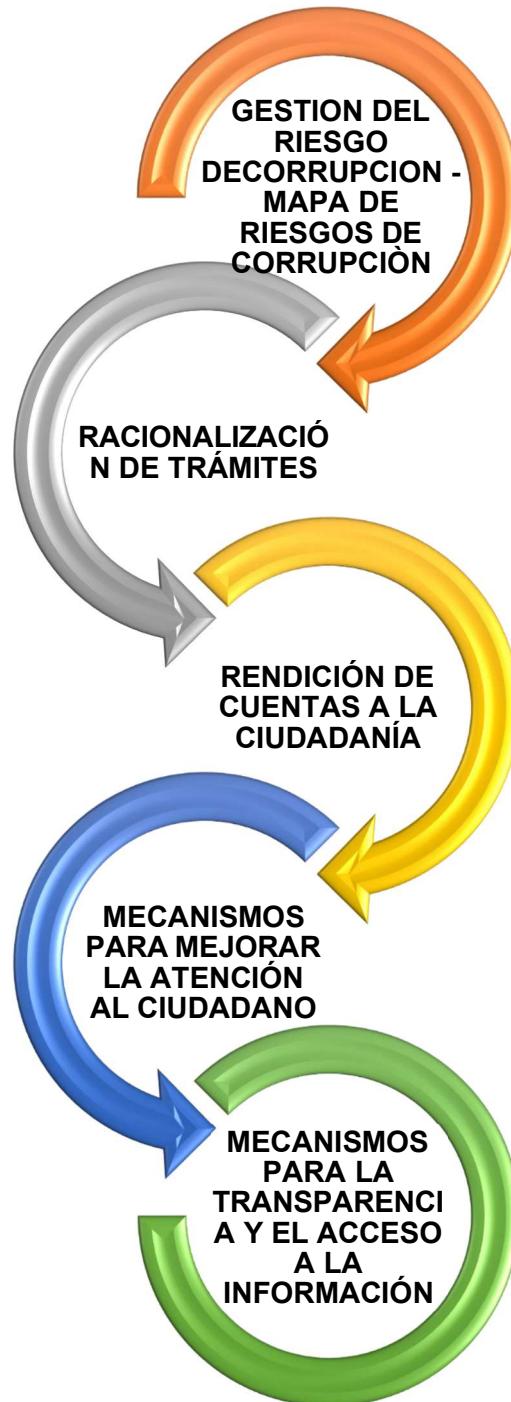 GESTION DEL
RIESGO
DECORRUPCION -
MAPA DE
RIESGOS DE
CORRUPCIÒN
RACIONALIZACIÓ
N DE TRÁMITES
RENDICIÓN DE
CUENTAS A LA
CIUDADANÍA
MECANISMOS
PARA MEJORAR
LA ATENCIÓN
AL CIUDADANO
MECANISMOS
PARA LA
TRANSPARENCI
A Y EL ACCESO
A LA
INFORMACIÓN